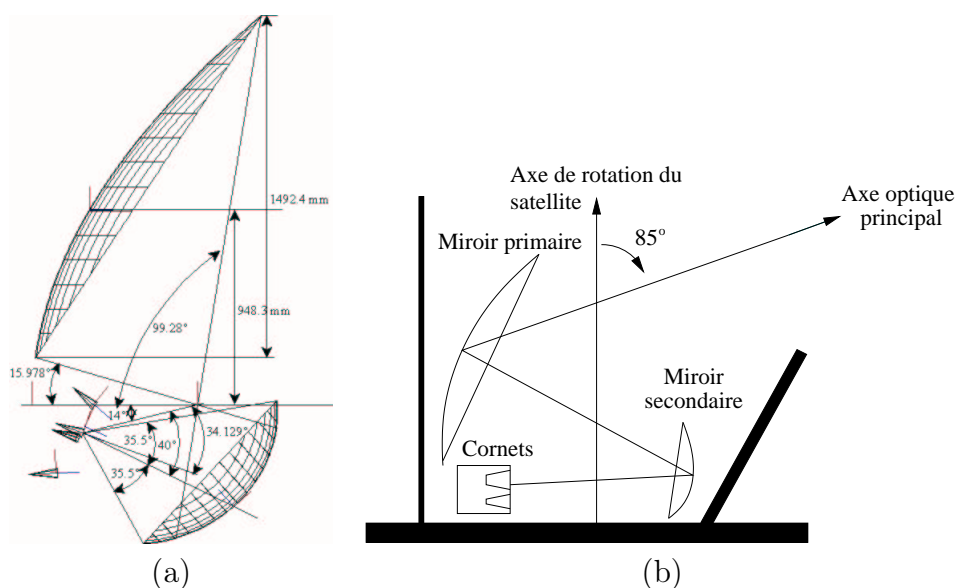 1492.4 mm
948.3 mm
99.28°
15.978°
14°
35.5°
40°
34.129°
35.5°
(a)
Axe de rotation du
satellite
Axe optique
principal
85°
Miroir primaire
Miroir
secondaire
Cornets
(b)